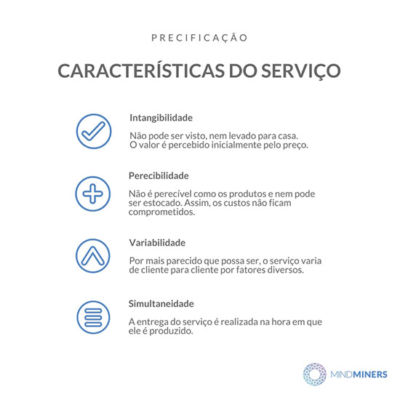 PRECIFICAÇÃO
CARACTERÍSTICAS DO SERVIÇO
Intangibilidade
Não pode ser visto, nem levado para casa.
O valor é percebido inicialmente pelo preço.
Perecibilidade
Não é perecível como os produtos e nem pode
ser estocado. Assim, os custos não ficam
comprometidos.
Variabilidade
Por mais parecido que possa ser, o serviço varia
de cliente para cliente por fatores diversos.
Simultaneidade
A entrega do serviço é realizada na hora em que
ele é produzido.
MINDMINERS